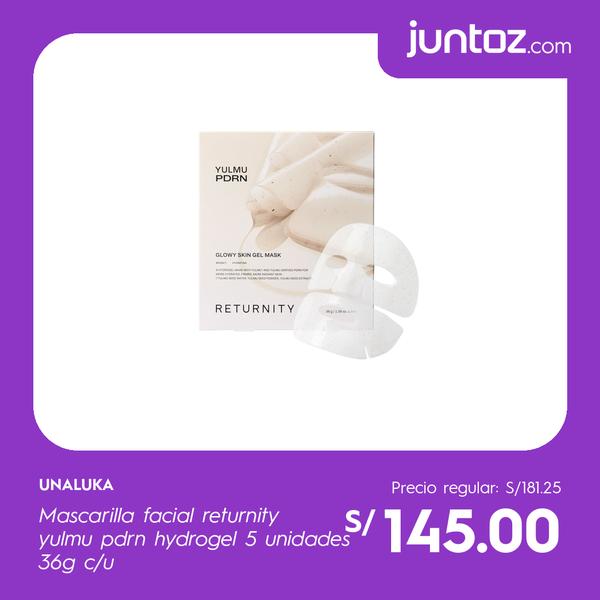 juntoz.com
YULMU
PDRN
GLOWY SKIN GEL MASK
RETURNITY
UNALUKA
Mascarilla facial returnity
yulmu pdrn hydrogel 5 unidades
36g c/u
Precio regular: S/181.25
S/ 145.00